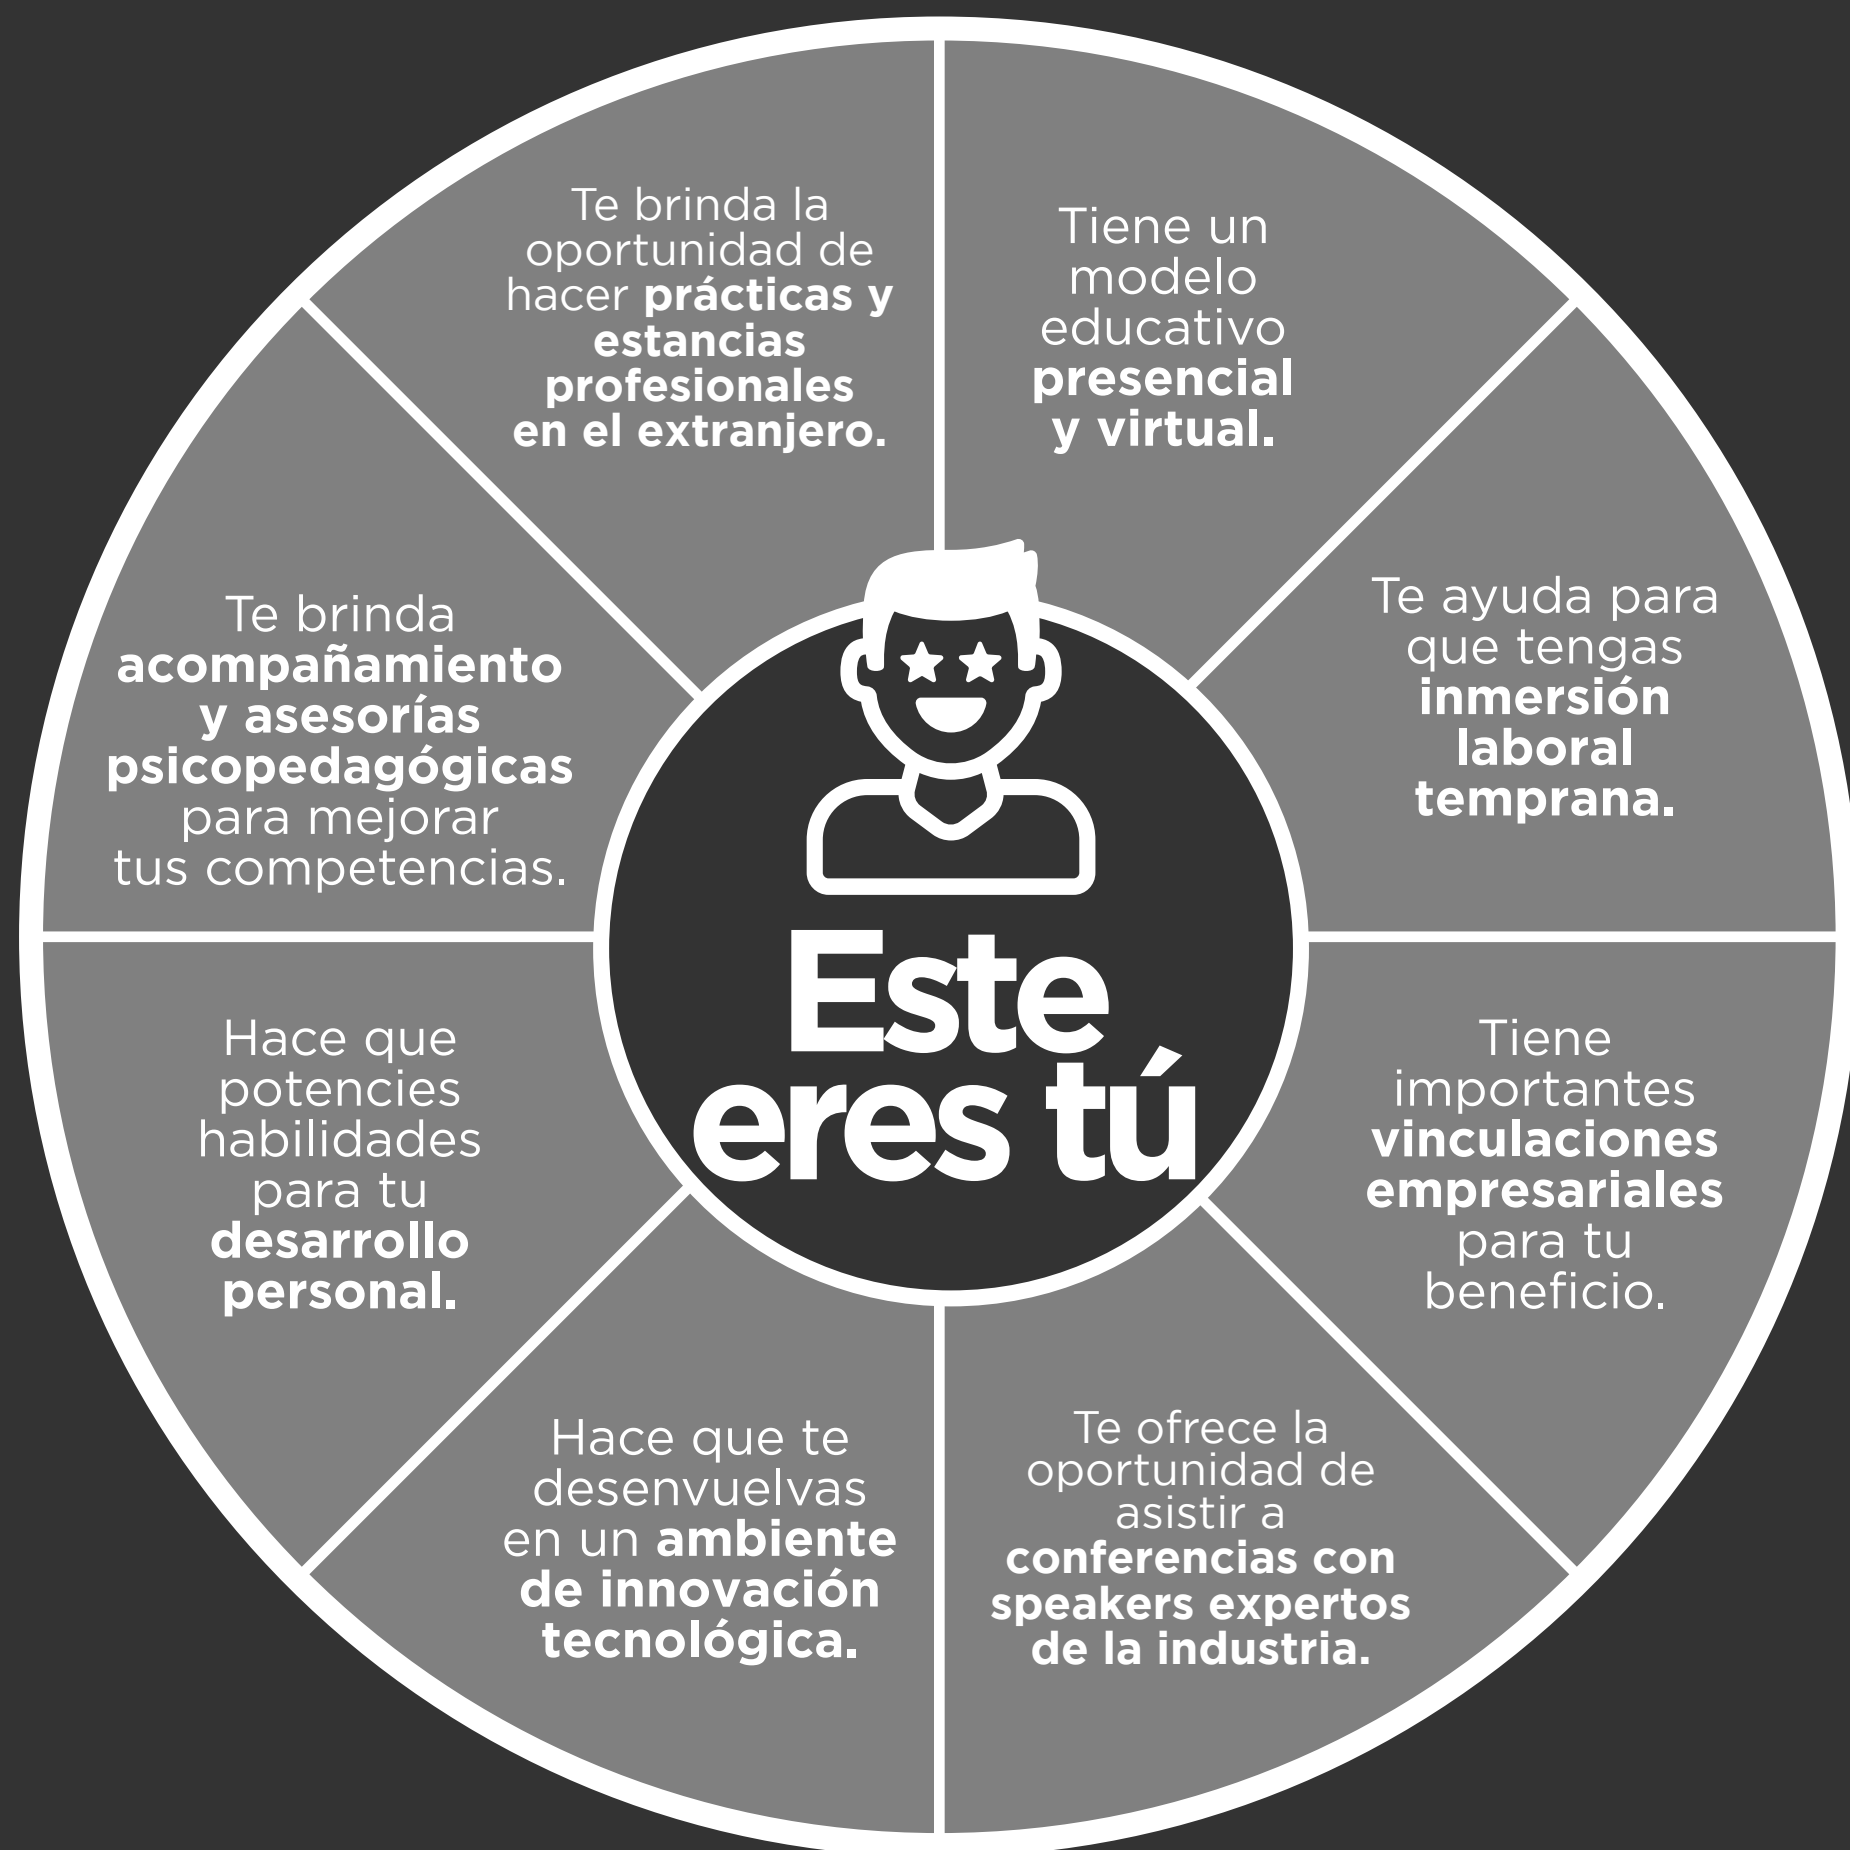 Te brinda la
oportunidad de
hacer prácticas y
estancias
profesionales
en el extranjero.
Tiene un
modelo
educativo
presencial
y virtual.
Te brinda
acompañamiento
y asesorías
psicopedagógicas
para mejorar
tus competencias.
Te ayuda para
que tengas
inmersión
laboral
temprana.
Este
eres tú
Hace que
potencies
habilidades
para tu
desarrollo
personal.
Tiene
importantes
vinculaciones
empresariales
para tu
beneficio.
Hace que te
desenvuelvas
en un ambiente
de innovación
tecnológica.
Te ofrece la
oportunidad de
asistir a
conferencias con
speakers expertos
de la industria.